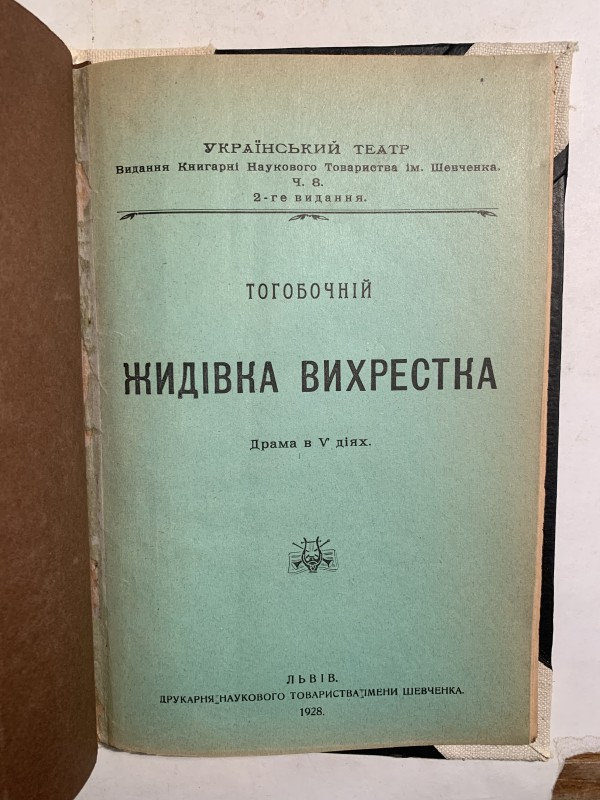 УКРАЇНСЬКИЙ ТЕАТР
Видання Книгарні Наукового Товариства ім. Шевченка.
Ч. 8.
2-ге видання.
ТОГОБОЧНІЙ
ЖИДІВКА ВИХРЕСТКА
Драма в V діях.
ЛЬВІВ.
ДРУКАРНЯ НАУКОВОГО ТОВАРИСТВА ІМЕНИ ШЕВЧЕНКА.
1928.